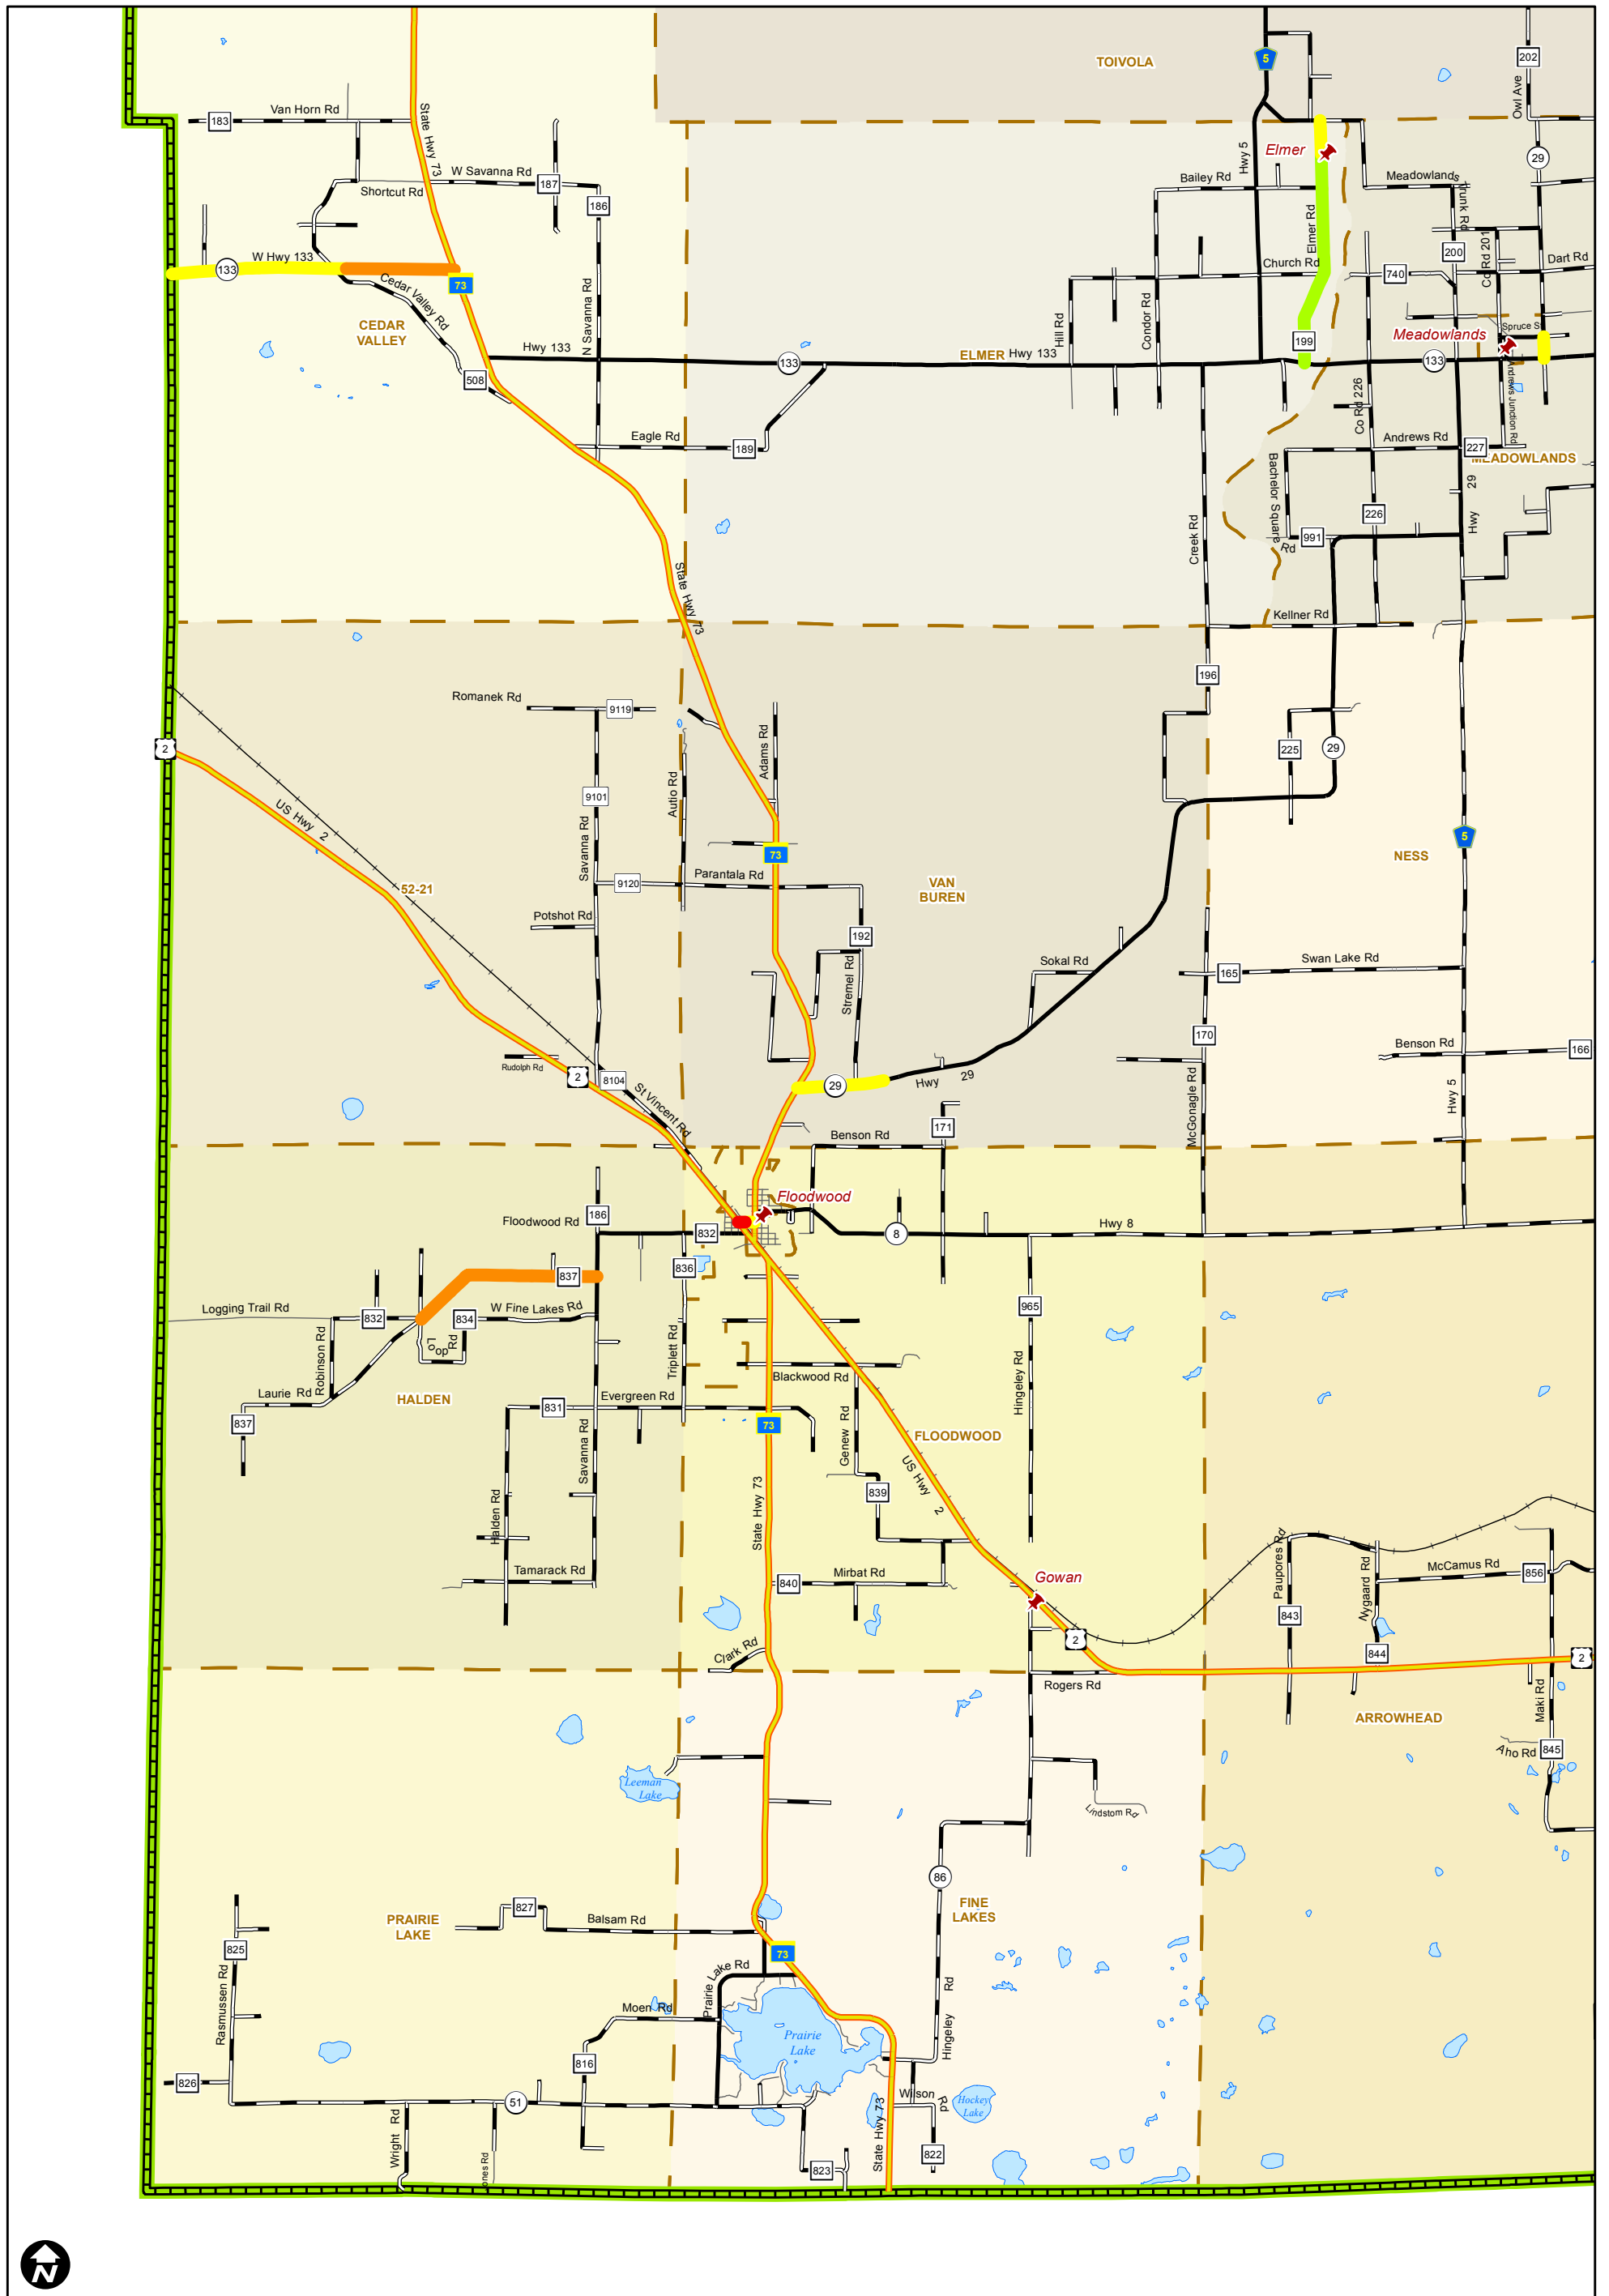 TOIVOLA
5
202
Owl Ave
State Hwy 73
183
Van Horn Rd
29
Elmer
Hwy 5
W Savanna Rd
187
Shortcut Rd
186
Bailey Rd
Meadowlands Trunk Rd
Elmer Rd
200
Co Rd 201
W Hwy 133
133
Cedar Valley Rd
73
Church Rd
740
Dart Rd
CEDAR
VALLEY
N Savanna Rd
Hill Rd
Condor Rd
199
Meadowlands
Spruce St
Hwy 133
133
ELMER
Hwy 133
133
508
Andrews Junction Rd
Co Rd 226
Eagle Rd
189
Andrews Rd
227
MEADOWLANDS
Bachelor Square Rd
Hwy 29
226
991
Creek Rd
State Hwy 73
Kellner Rd
196
Romanek Rd
9119
2
Adams Rd
225
29
Autio Rd
9101
US Hwy 2
Savanna Rd
5
73
NESS
9120
Parantala Rd
VAN
BUREN
52-21
Potshot Rd
192
Stremel Rd
Sokal Rd
165
Swan Lake Rd
170
Benson Rd
166
Rudolph Rd
2
8104
St Vincent Rd
29
Hwy 29
McGonagle Rd
Hwy 5
171
Benson Rd
Floodwood
186
Floodwood Rd
832
8
Hwy 8
837
836
Logging Trail Rd
832
834
W Fine Lakes Rd
965
Loop Rd
Robinson Rd
Triplett Rd
Hingeley Rd
Laurie Rd
HALDEN
Blackwood Rd
831
Evergreen Rd
837
73
Genew Rd
FLOODWOOD
Savanna Rd
US Hwy 2
Halden Rd
State Hwy 73
839
Tamarack Rd
840
Mirbat Rd
Gowan
Paupores Rd
Nygaard Rd
McCamus Rd
856
843
2
844
2
Clark Rd
Rogers Rd
Maki Rd
ARROWHEAD
Aho Rd
845
Leeman
Lake
Lindstom Rd
86
827
Balsam Rd
PRAIRIE
LAKE
FINE
LAKES
825
73
Prairie Lake Rd
Rasmussen Rd
Moen Rd
Hingeley Rd
Prairie
Lake
816
826
Wilson Rd
Hockey
Lake
51
Wright Rd
ones Rd
State Hwy 73
822
823
N